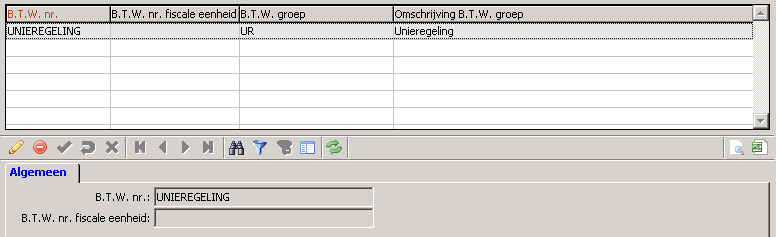 B.T.W. nr. B.T.W. nr. fiscale eenheid B.T.W. groep Omschrijving B.T.W. groep
UNIEREGELING UR Unieregeling
Algemeen
B.T.W. nr.: UNIEREGELING
B.T.W. nr. fiscale eenheid: